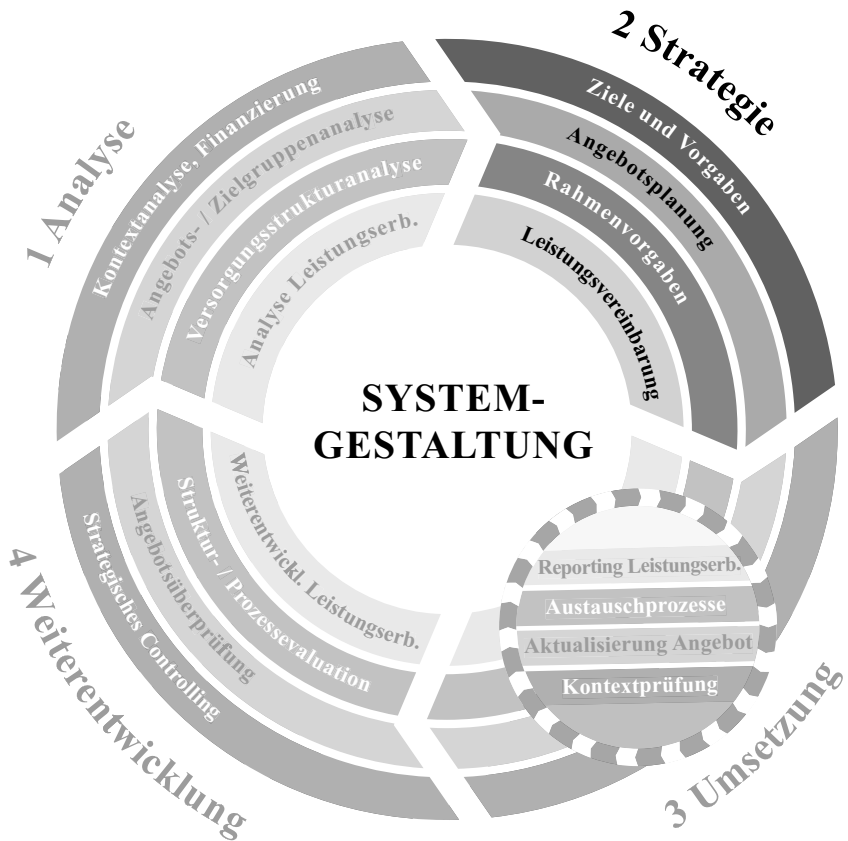 1 Analyse
Kontextanalyse, Finanzierung
Angebots- / Zielgruppenanalyse
Versorgungsstrukturanalyse
Analyse Leistungserb.
2 Strategie
Ziele und Vorgaben
Angebotsplanung
Rahmenvorgaben
Leistungsvereinbarung
SYSTEM-
GESTALTUNG
3 Umsetzung
Reporting Leistungserb.
Austauschprozesse
Aktualisierung Angebot
Kontextprüfung
4 Weiterentwicklung
Strategisches Controlling
Angebotsüberprüfung
Struktur- / Prozessevaluation
Weiterentwickl. Leistungserb.